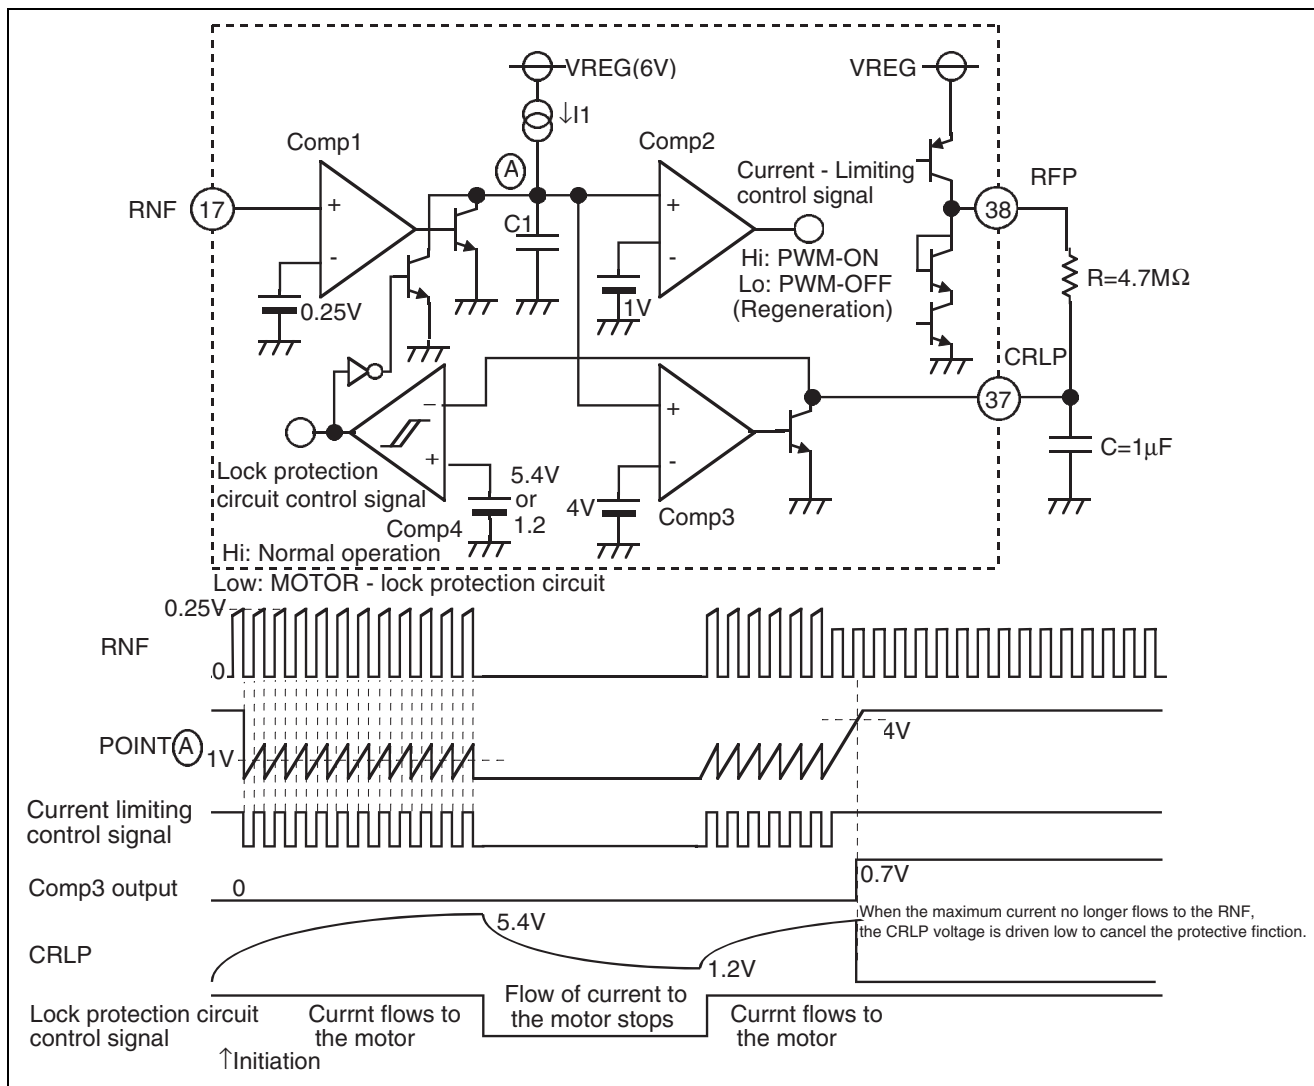 VREG(6V)
VREG
↓I1
Comp1
Comp2
A
Current - Limiting
control signal
RFP
RNF
17
+
-
0.25V
C1
+
-
1V
Hi: PWM-ON
Lo: PWM-OFF
(Regeneration)
38
R=4.7MΩ
CRLP
37
C=1µF
−
+
Lock protection
circuit control signal
5.4V
or
1.2
Comp4
+
-
4V
Comp3
Hi: Normal operation
Low: MOTOR - lock protection circuit
0.25V
RNF
0
POINT A
1V
4V
Current limiting
control signal
Comp3 output
0
0.7V
When the maximum current no longer flows to the RNF,
the CRLP voltage is driven low to cancel the protective finction.
5.4V
CRLP
1.2V
Lock protection circuit
control signal
Currnt flows to
the motor
Flow of current to
the motor stops
Currnt flows to
the motor
↑Initiation